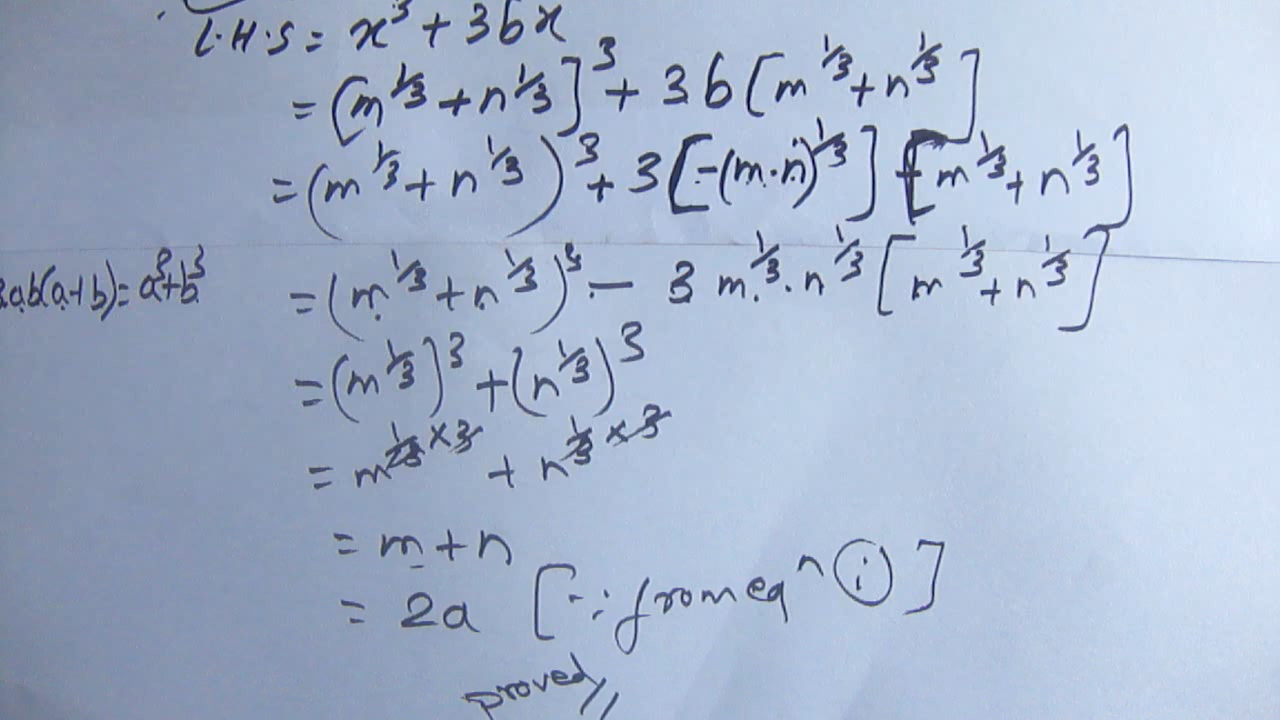 L.H.S = x³ + 3bx
= [m^⅓ + n^⅓]³ + 3b[m^⅓ + n^⅓]
= (m^⅓ + n^⅓)³ + 3[-(m·n)^⅓] [m^⅓ + n^⅓]
ab(a+b) = a³+b³ = (m^⅓ + n^⅓)³ - 3 m^⅓ · n^⅓ [m^⅓ + n^⅓]
= (m^⅓)³ + (n^⅓)³
= m^⅓×3 + n^⅓×3
= m + n
= 2a [∵ from eqⁿ (i)]
proved //